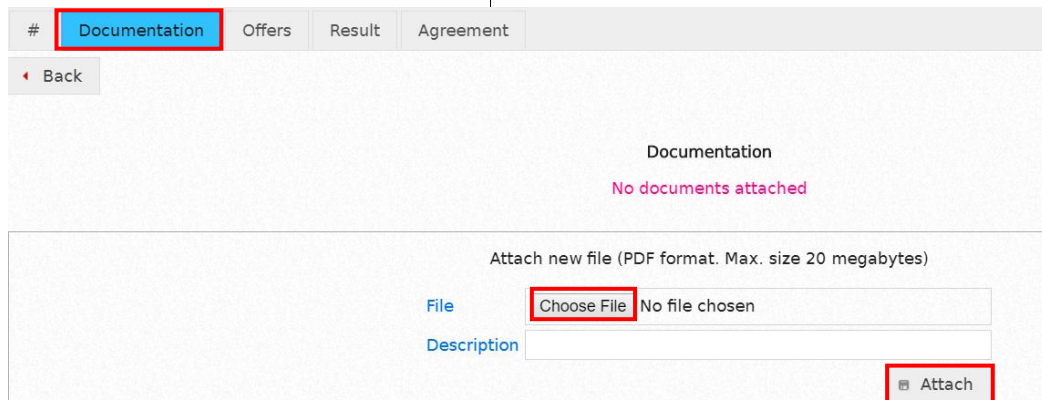 # Documentation Offers Result Agreement
Back
Documentation
No documents attached
Attach new file (PDF format. Max. size 20 megabytes)
File Choose File No file chosen
Description
Attach